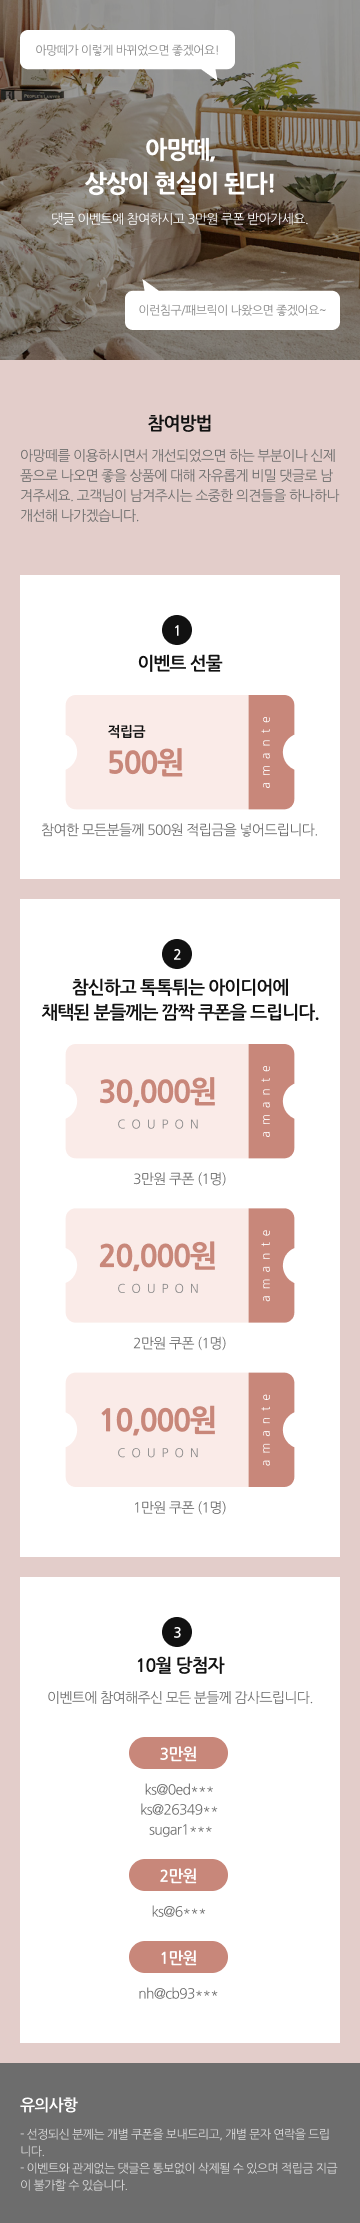 아망떼가 이렇게 바뀌었으면 좋겠어요!
아망떼,
상상이 현실이 된다!
댓글 이벤트에 참여하시고 3만원 쿠폰 받아가세요.
이런침구/패브릭이 나왔으면 좋겠어요~
참여방법
아망떼를 이용하시면서 개선되었으면 하는 부분이나 신제
품으로 나오면 좋을 상품에 대해 자유롭게 비밀 댓글로 남
겨주세요. 고객님이 남겨주시는 소중한 의견들을 하나하나
개선해 나가겠습니다.
1
이벤트 선물
적립금
500원
amante
참여한 모든분들께 500원 적립금을 넣어드립니다.
2
참신하고 톡톡튀는 아이디어에
채택된 분들께는 깜짝 쿠폰을 드립니다.
30,000원
COUPON
amante
3만원 쿠폰 (1명)
20,000원
COUPON
amante
2만원 쿠폰 (1명)
10,000원
COUPON
amante
1만원 쿠폰 (1명)
3
10월 당첨자
이벤트에 참여해주신 모든 분들께 감사드립니다.
3만원
ks@0ed***
ks@26349**
sugar1***
2만원
ks@6***
1만원
nh@cb93***
유의사항
- 선정되신 분께는 개별 쿠폰을 보내드리고, 개별 문자 연락을 드립
니다.
- 이벤트와 관계없는 댓글은 통보없이 삭제될 수 있으며 적립금 지급
이 불가할 수 있습니다.